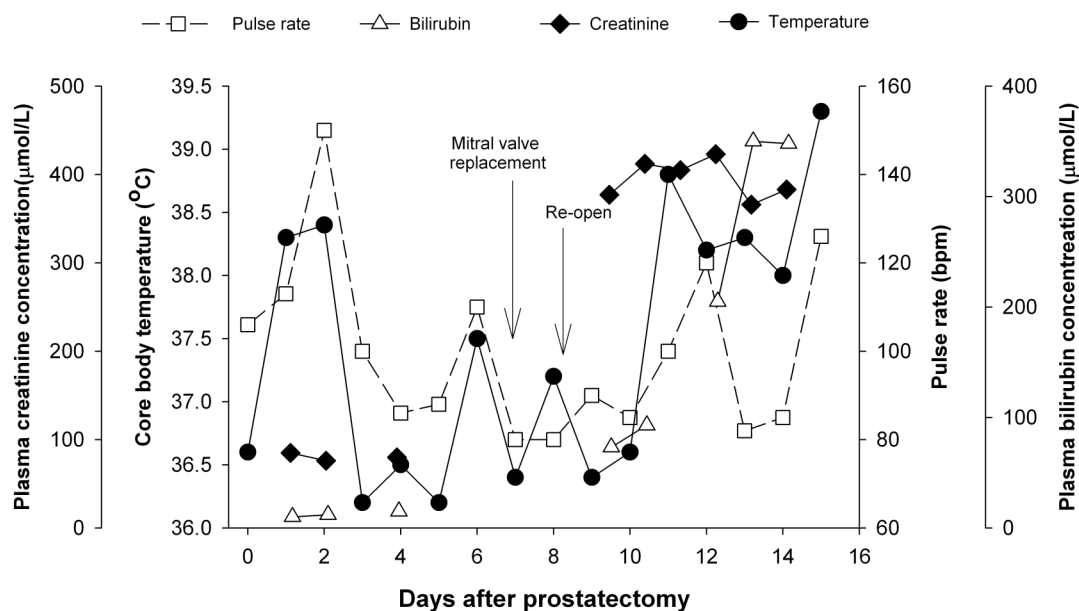 Pulse rate Bilirubin Creatinine Temperature
Plasma creatinine concentration(μmol/L)
500
400
300
200
100
0
Core body temperature (°C)
39.5
39.0
38.5
38.0
37.5
37.0
36.5
36.0
Mitral valve
replacement
Re-open
160
140
120
100
80
60
Pulse rate (bpm)
400
300
200
100
0
Plasma bilirubin concentreation (μmol/L)
0 2 4 6 8 10 12 14 16
Days after prostatectomy